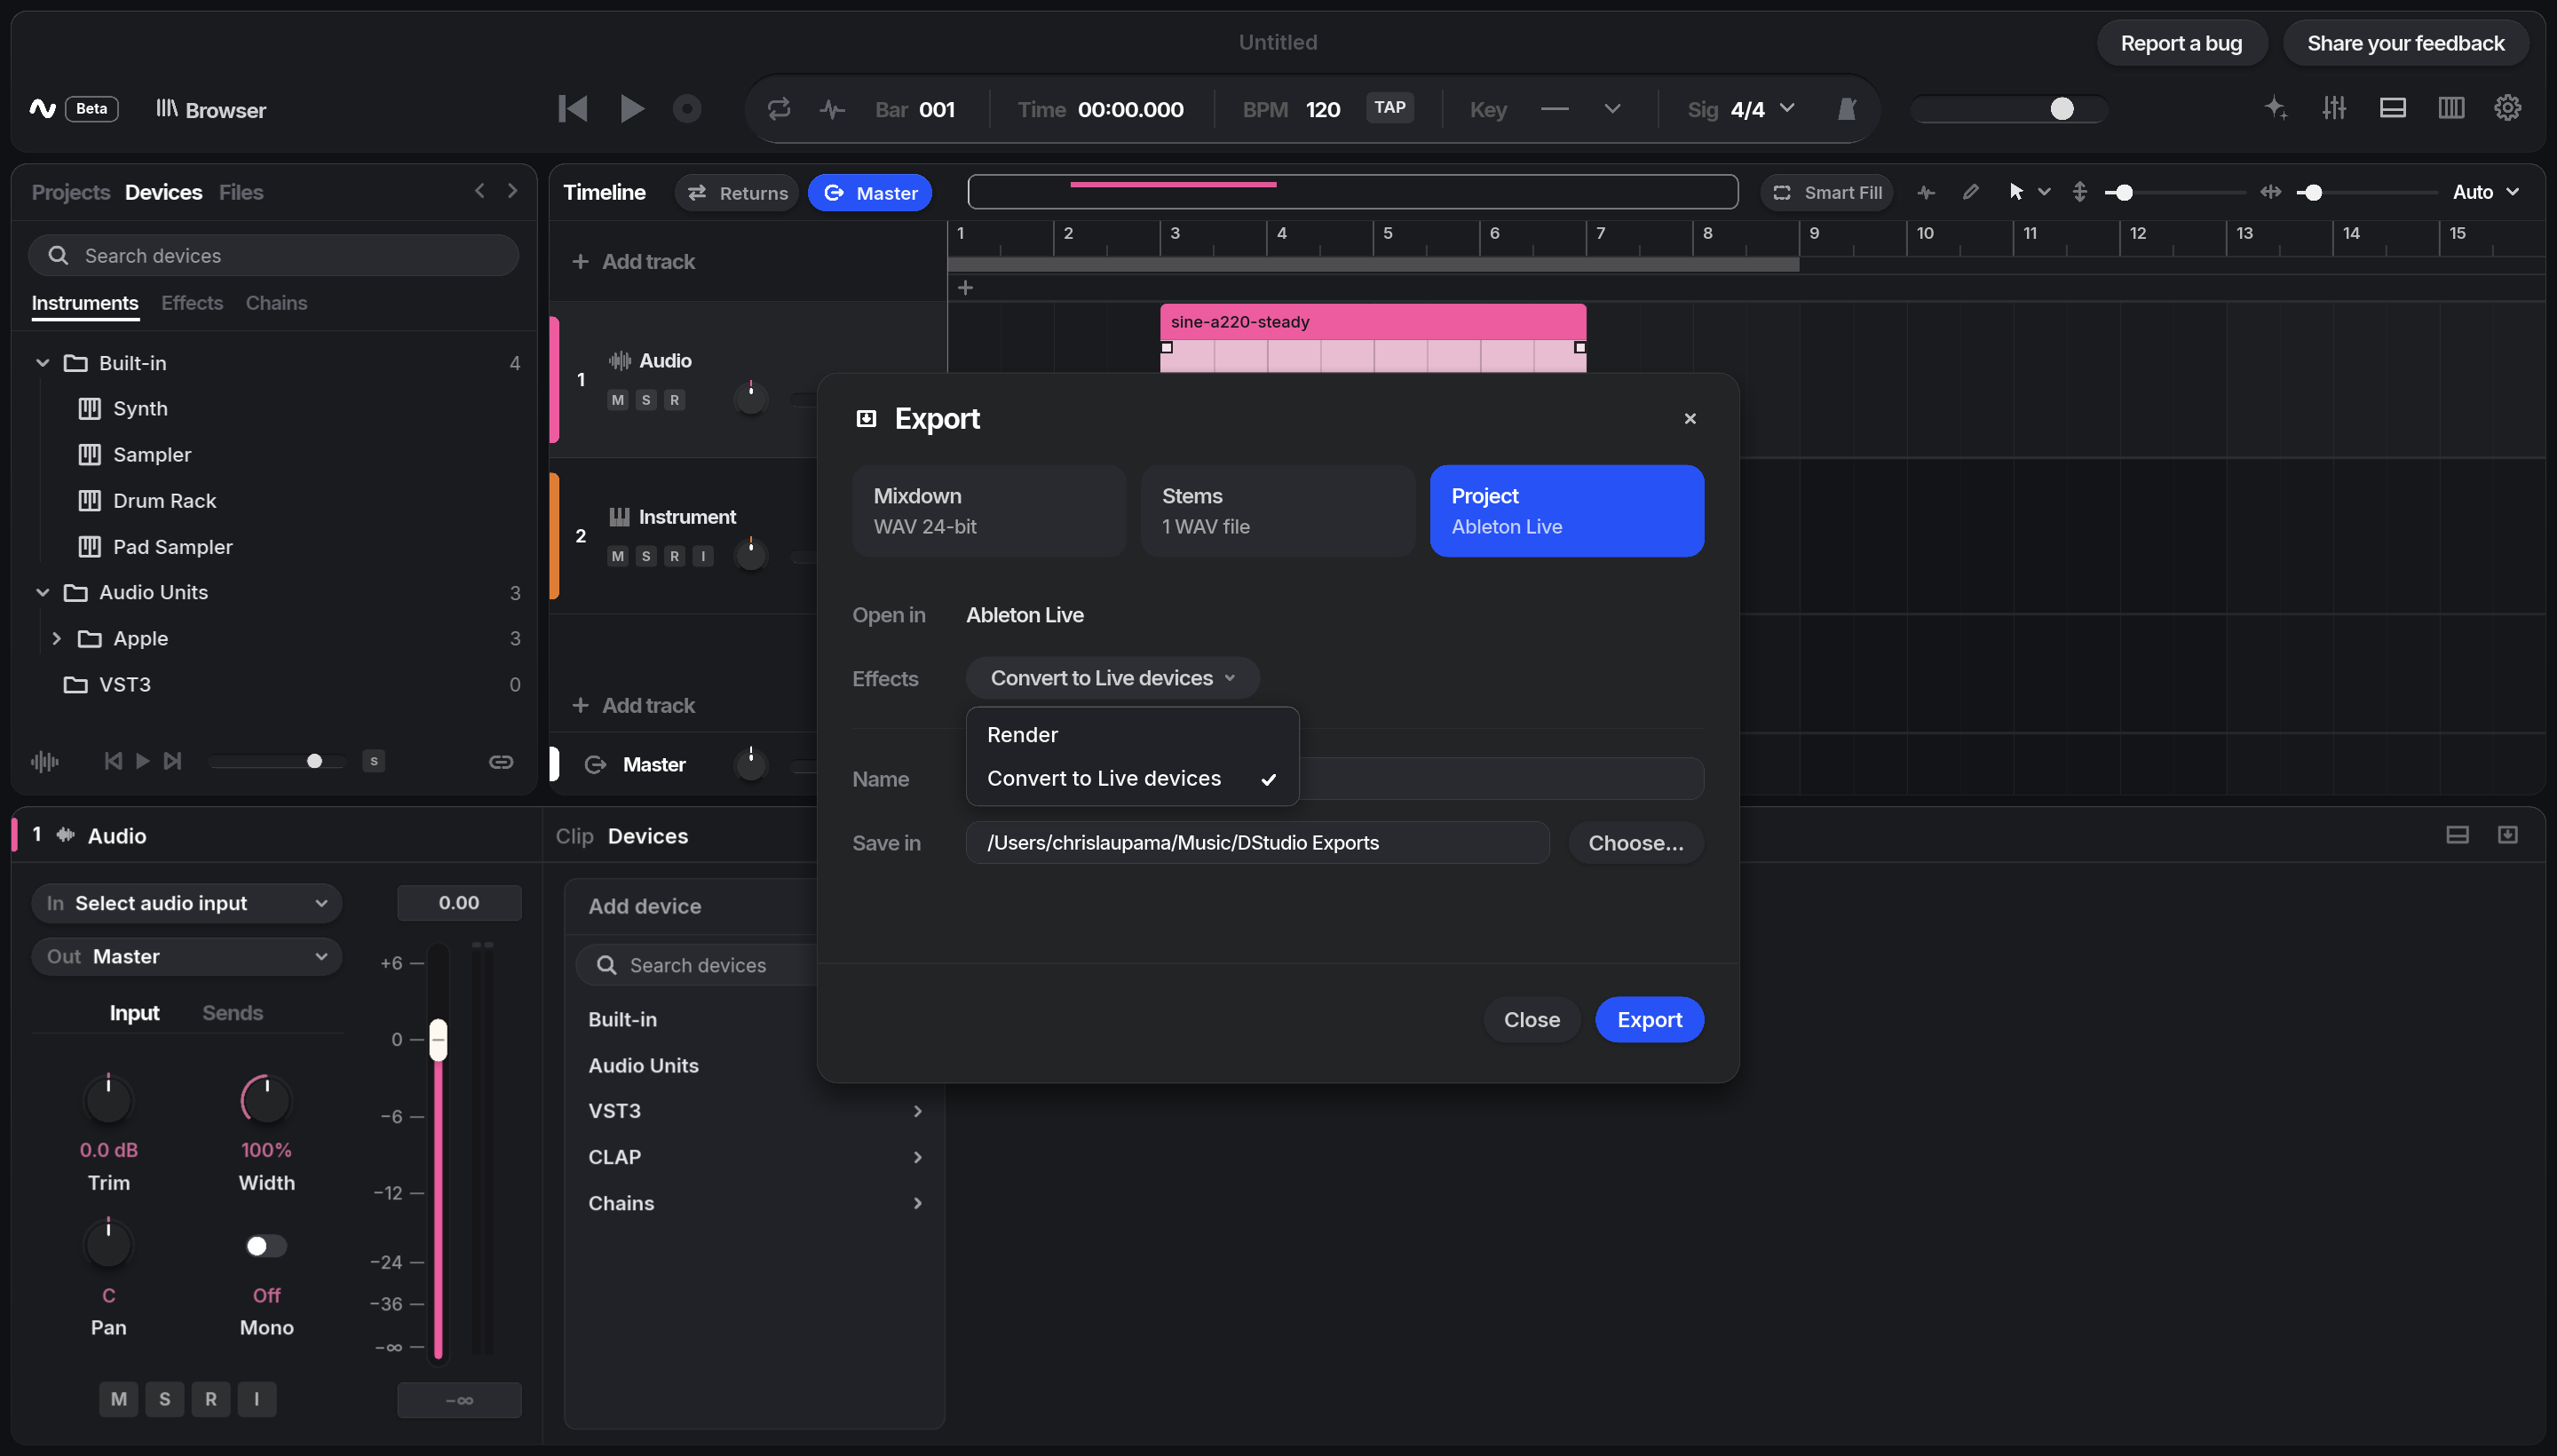 Untitled
Report a bug
Share your feedback
Beta
Browser
Bar 001
Time 00:00.000
BPM 120 TAP
Key —
Sig 4/4
Projects Devices Files
Timeline
Returns
Master
Smart Fill
Auto
Search devices
Instruments Effects Chains
Built-in 4
Synth
Sampler
Drum Rack
Pad Sampler
Audio Units 3
Apple 3
VST3 0
S
Add track
1 2 3 4 5 6 7 8 9 10 11 12 13 14 15
sine-a220-steady
1 Audio
M S R
2 Instrument
M S R I
Add track
Master
Export
Mixdown
WAV 24-bit
Stems
1 WAV file
Project
Ableton Live
Open in Ableton Live
Effects Convert to Live devices
Render
Convert to Live devices
Name
Save in /Users/chrislaupama/Music/DStudio Exports Choose...
Close Export
1 Audio
In Select audio input
Out Master
Input Sends
0.0 dB
Trim
100%
Width
C
Pan
Off
Mono
M S R I
0.00
+6
0
−6
−12
−24
−36
−∞
−∞
Clip Devices
Add device
Search devices
Built-in
Audio Units
VST3
CLAP
Chains